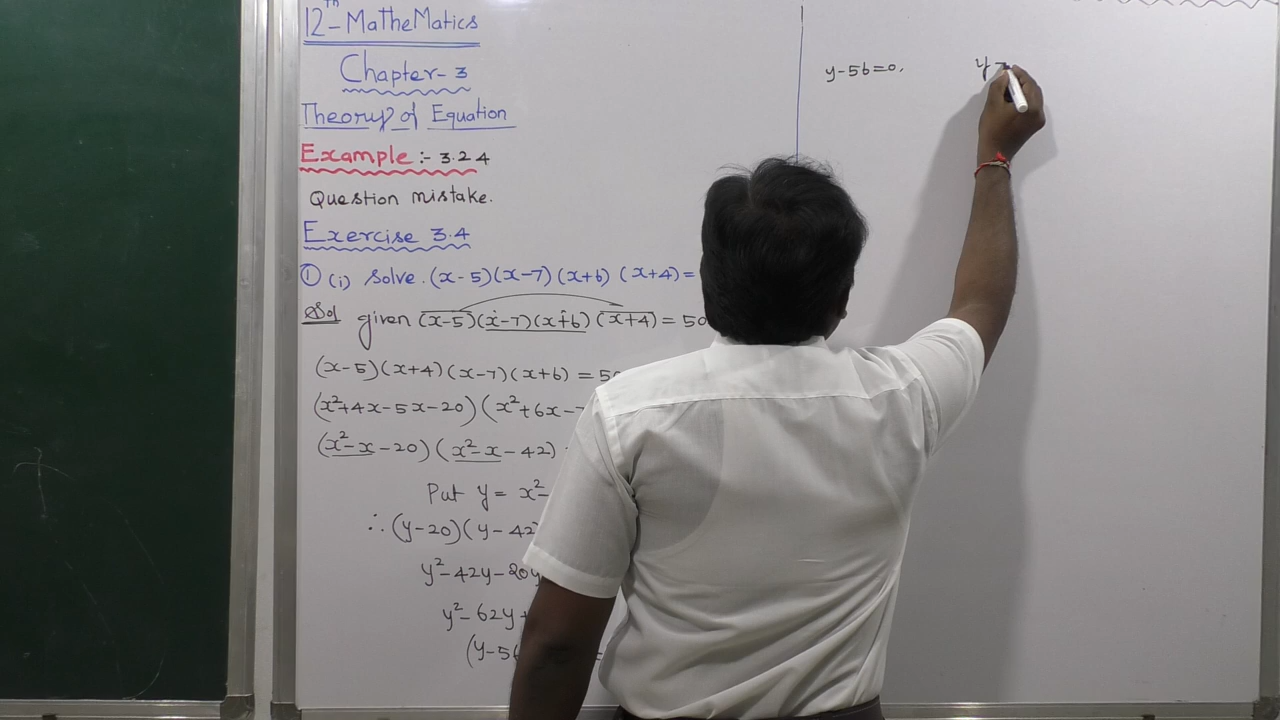 12th - MatheMatics
Chapter - 3
Theory of Equation
Example :- 3.24
Question mistake.
Exercise 3.4
① (i) Solve. (x-5)(x-7)(x+6)(x+4)=
Sol given (x-5)(x-7)(x+6)(x+4) = 50
(x-5)(x+4)(x-7)(x+6) = 50
(x²+4x-5x-20)(x²+6x-7
(x²-x-20)(x²-x-42)
Put y = x²-
∴ (y-20)(y-42
y²-42y-20y
y²-62y+
(y-56 =
y-56=0,
y =